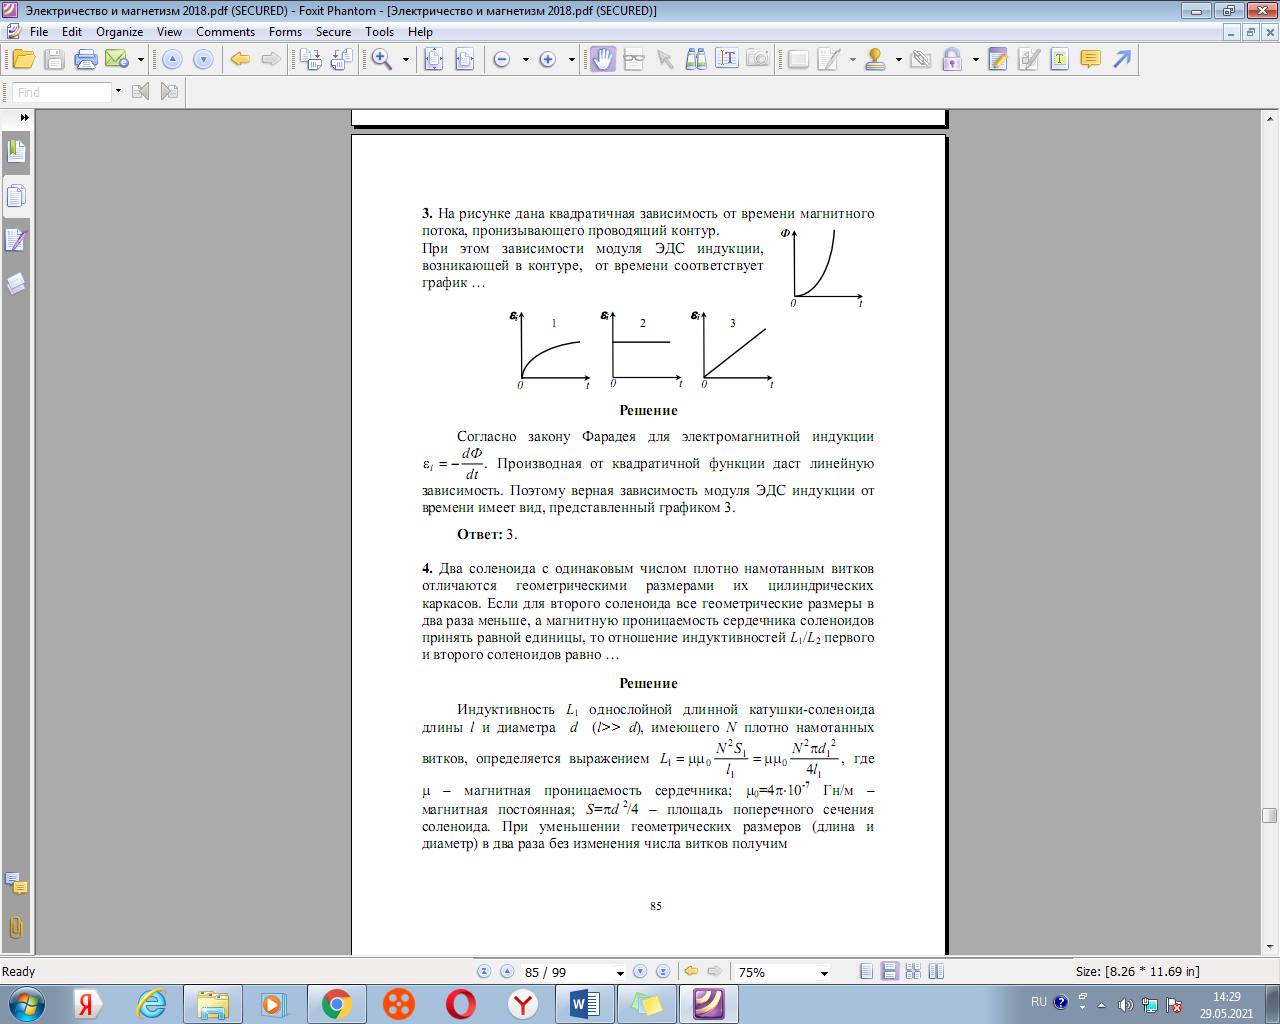 Электричество и магнетизм 2018.pdf (SECURED) - Foxit Phantom - [Электричество и магнетизм 2018.pdf (SECURED)]
File Edit Organize View Comments Forms Secure Tools Help
Find
3. На рисунке дана квадратичная зависимость от времени магнитного
потока, пронизывающего проводящий контур.
При этом зависимости модуля ЭДС индукции,
возникающей в контуре, от времени соответствует
график …
Ф
0 t
εi 1 εi 2 εi 3
0 t 0 t 0 t
Решение
Согласно закону Фарадея для электромагнитной индукции
εi = −dФ/dt. Производная от квадратичной функции даст линейную
зависимость. Поэтому верная зависимость модуля ЭДС индукции от
времени имеет вид, представленный графиком 3.
Ответ: 3.
4. Два соленоида с одинаковым числом плотно намотанным витков
отличаются геометрическими размерами их цилиндрических
каркасов. Если для второго соленоида все геометрические размеры в
два раза меньше, а магнитную проницаемость сердечника соленоидов
принять равной единицы, то отношение индуктивностей L1/L2 первого
и второго соленоидов равно …
Решение
Индуктивность L1 однослойной длинной катушки-соленоида
длины l и диаметра d (l>> d), имеющего N плотно намотанных
витков, определяется выражением L1 = μμ0 N²S1/l1 = μμ0 N²πd1²/4l1, где
μ – магнитная проницаемость сердечника; μ0=4π·10⁻⁷ Гн/м –
магнитная постоянная; S=πd ²/4 – площадь поперечного сечения
соленоида. При уменьшении геометрических размеров (длина и
диаметр) в два раза без изменения числа витков получим
85
Ready 85 / 99 75% Size: [8.26 * 11.69 in]
RU 14:29
29.05.2021